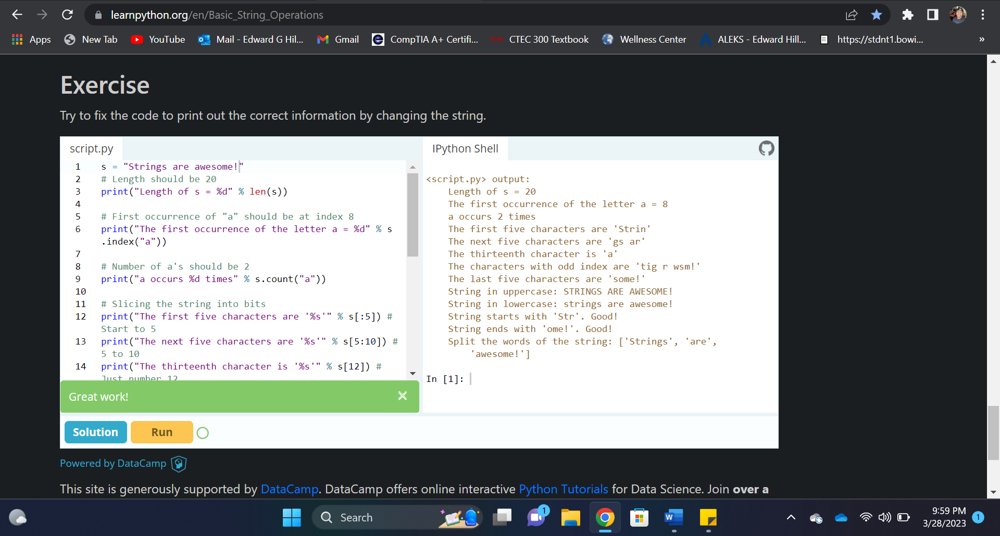 learnpython.org/en/Basic_String_Operations
Apps New Tab YouTube Mail - Edward G Hil... Gmail CompTIA A+ Certifi... CTEC 300 Textbook Wellness Center ALEKS - Edward Hill... https://stdnt1.bowi... »
Exercise
Try to fix the code to print out the correct information by changing the string.
script.py
1 s = "Strings are awesome!"
2 # Length should be 20
3 print("Length of s = %d" % len(s))
4
5 # First occurrence of "a" should be at index 8
6 print("The first occurrence of the letter a = %d" % s
.index("a"))
7
8 # Number of a's should be 2
9 print("a occurs %d times" % s.count("a"))
10
11 # Slicing the string into bits
12 print("The first five characters are '%s'" % s[:5]) #
Start to 5
13 print("The next five characters are '%s'" % s[5:10]) #
5 to 10
14 print("The thirteenth character is '%s'" % s[12]) #
Just number 12
Great work!
Solution Run
IPython Shell
<script.py> output:
Length of s = 20
The first occurrence of the letter a = 8
a occurs 2 times
The first five characters are 'Strin'
The next five characters are 'gs ar'
The thirteenth character is 'a'
The characters with odd index are 'tig r wsm!'
The last five characters are 'some!'
String in uppercase: STRINGS ARE AWESOME!
String in lowercase: strings are awesome!
String starts with 'Str'. Good!
String ends with 'ome!'. Good!
Split the words of the string: ['Strings', 'are',
'awesome!']
In [1]:
Powered by DataCamp
This site is generously supported by DataCamp. DataCamp offers online interactive Python Tutorials for Data Science. Join over a
Search
1
W
9:59 PM
3/28/2023
1